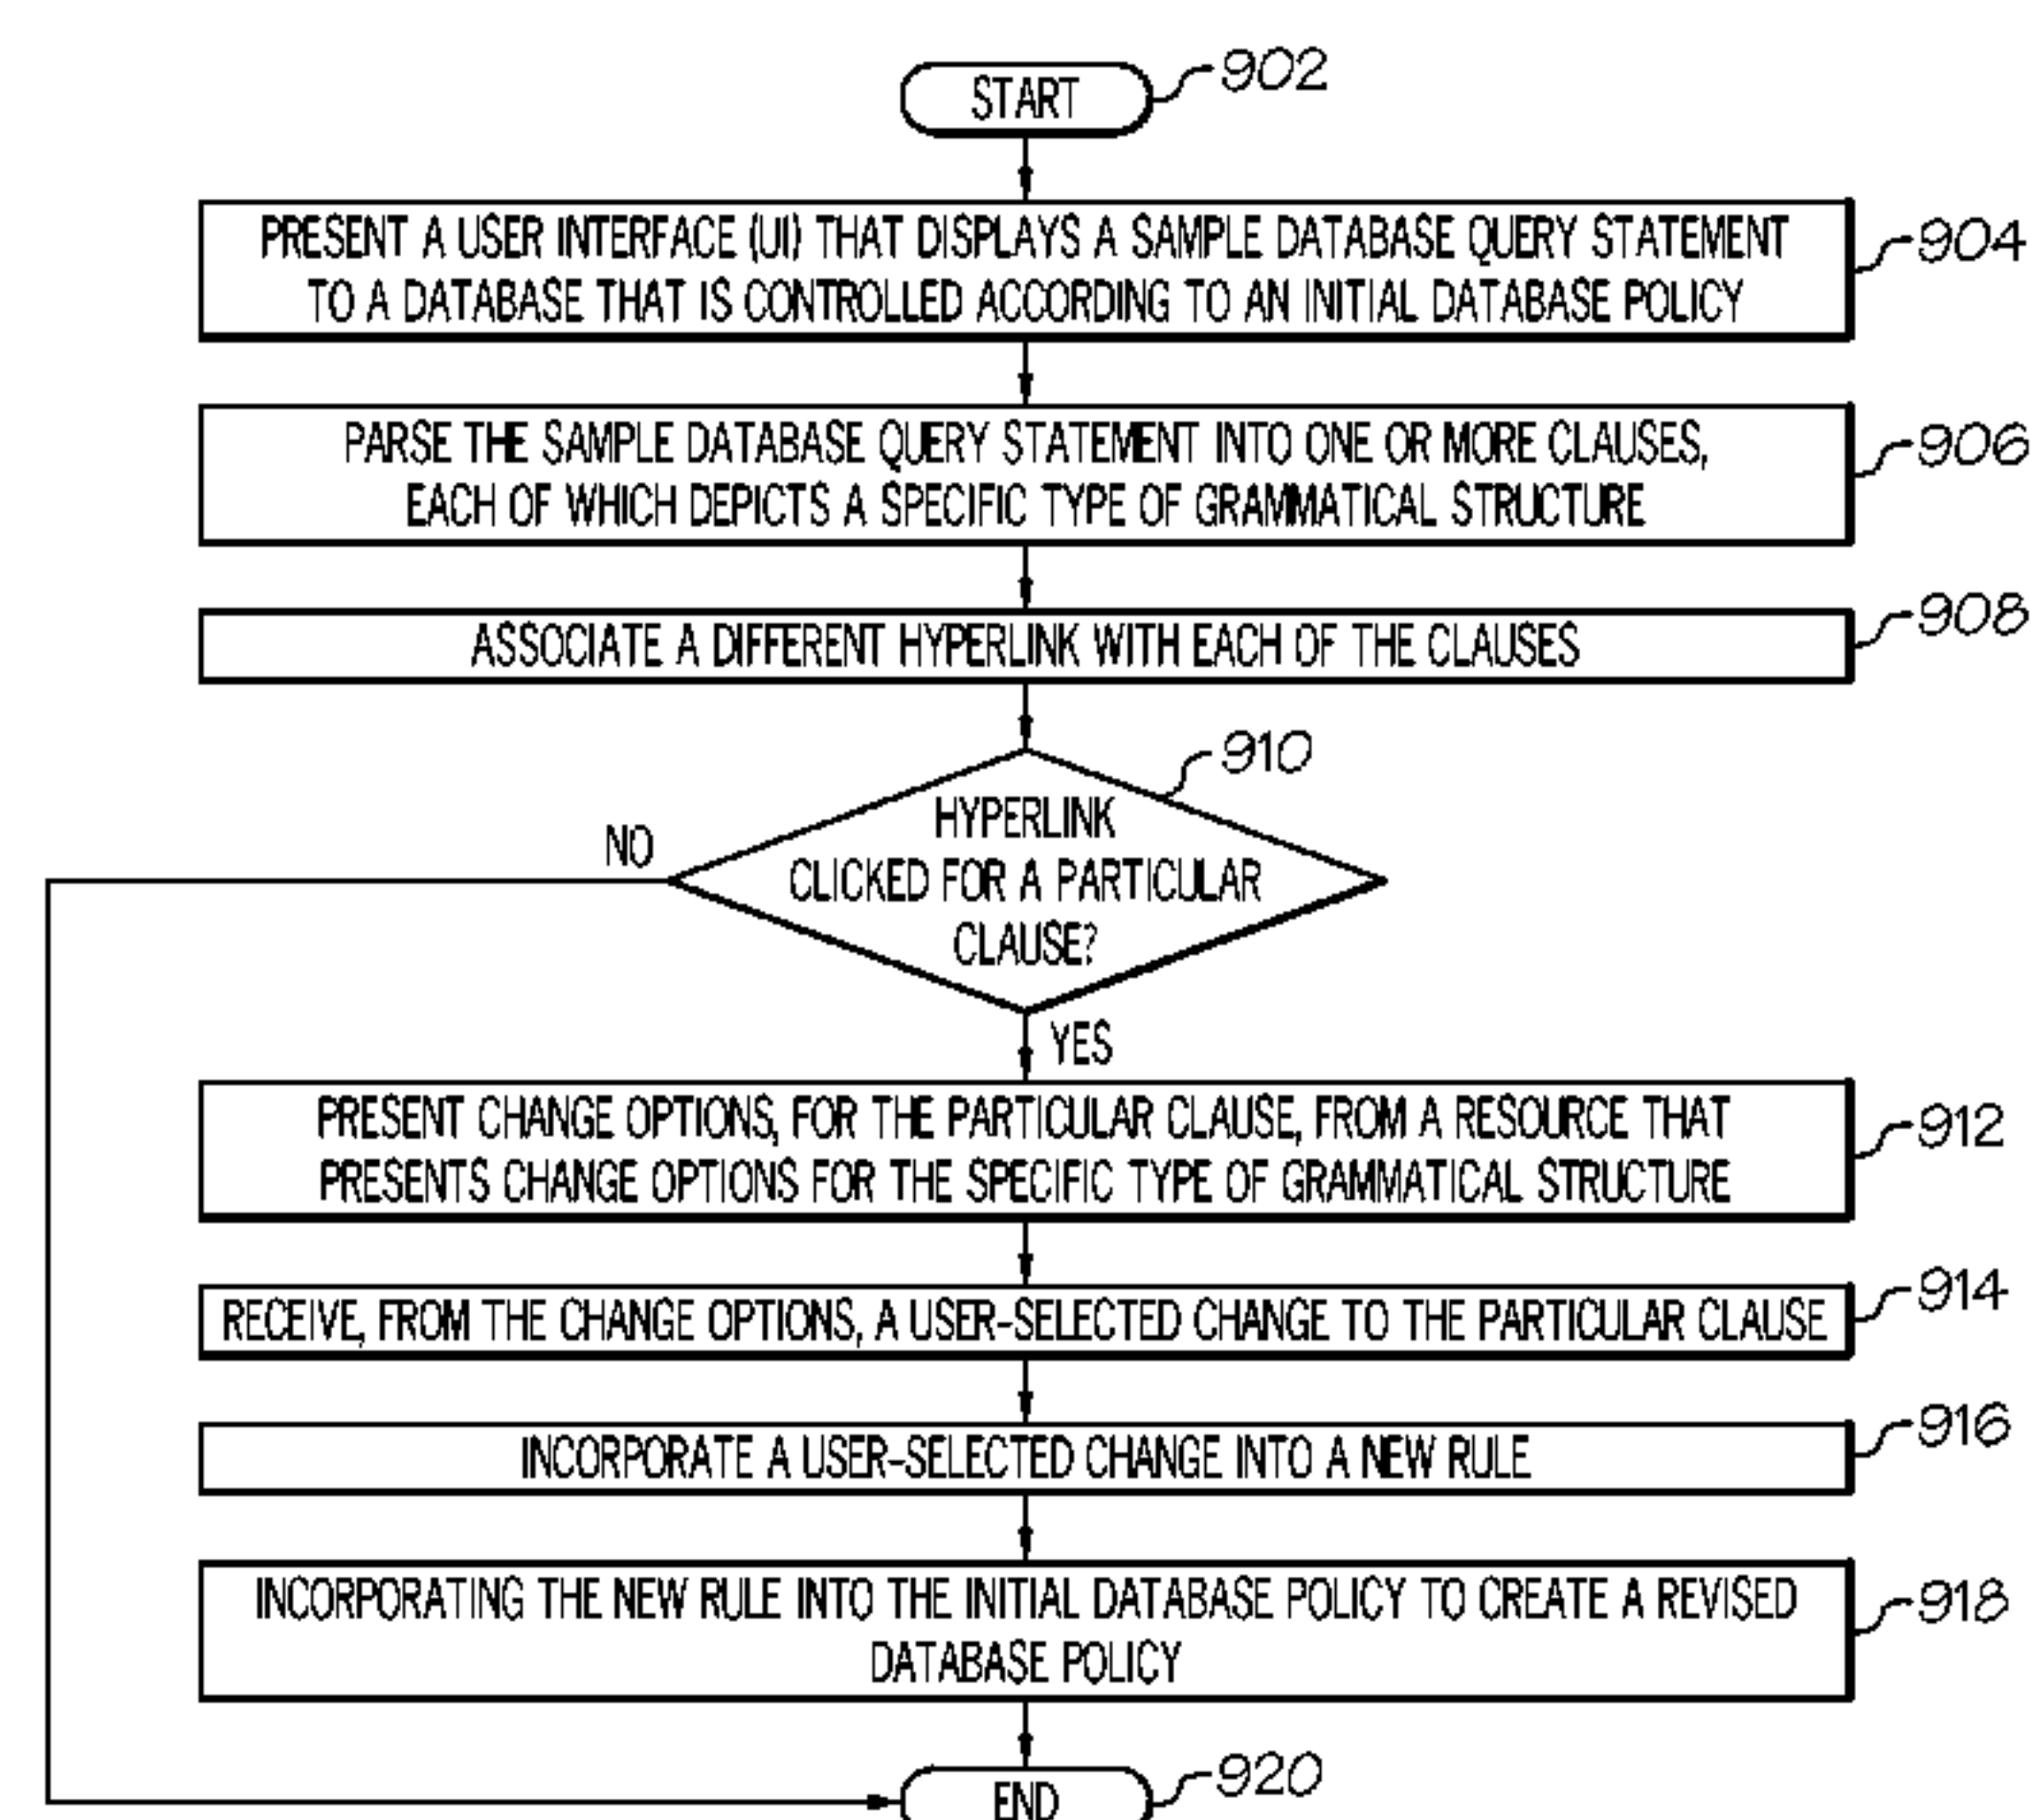 START
902
PRESENT A USER INTERFACE (UI) THAT DISPLAYS A SAMPLE DATABASE QUERY STATEMENT
TO A DATABASE THAT IS CONTROLLED ACCORDING TO AN INITIAL DATABASE POLICY
904
PARSE THE SAMPLE DATABASE QUERY STATEMENT INTO ONE OR MORE CLAUSES,
EACH OF WHICH DEPICTS A SPECIFIC TYPE OF GRAMMATICAL STRUCTURE
906
ASSOCIATE A DIFFERENT HYPERLINK WITH EACH OF THE CLAUSES
908
910
HYPERLINK
CLICKED FOR A PARTICULAR
CLAUSE?
NO
YES
PRESENT CHANGE OPTIONS, FOR THE PARTICULAR CLAUSE, FROM A RESOURCE THAT
PRESENTS CHANGE OPTIONS FOR THE SPECIFIC TYPE OF GRAMMATICAL STRUCTURE
912
RECEIVE, FROM THE CHANGE OPTIONS, A USER-SELECTED CHANGE TO THE PARTICULAR CLAUSE
914
INCORPORATE A USER-SELECTED CHANGE INTO A NEW RULE
916
INCORPORATING THE NEW RULE INTO THE INITIAL DATABASE POLICY TO CREATE A REVISED
DATABASE POLICY
918
END
920